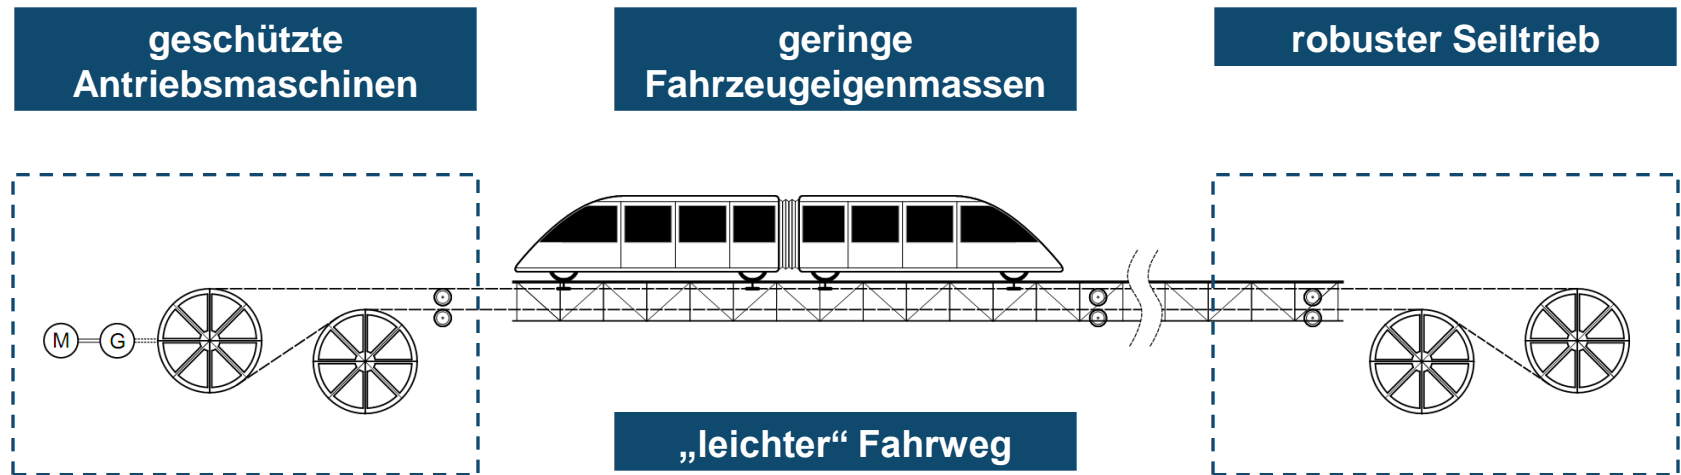 geschützte
Antriebsmaschinen
geringe
Fahrzeugeigenmassen
robuster Seiltrieb
M
G
„leichter“ Fahrweg